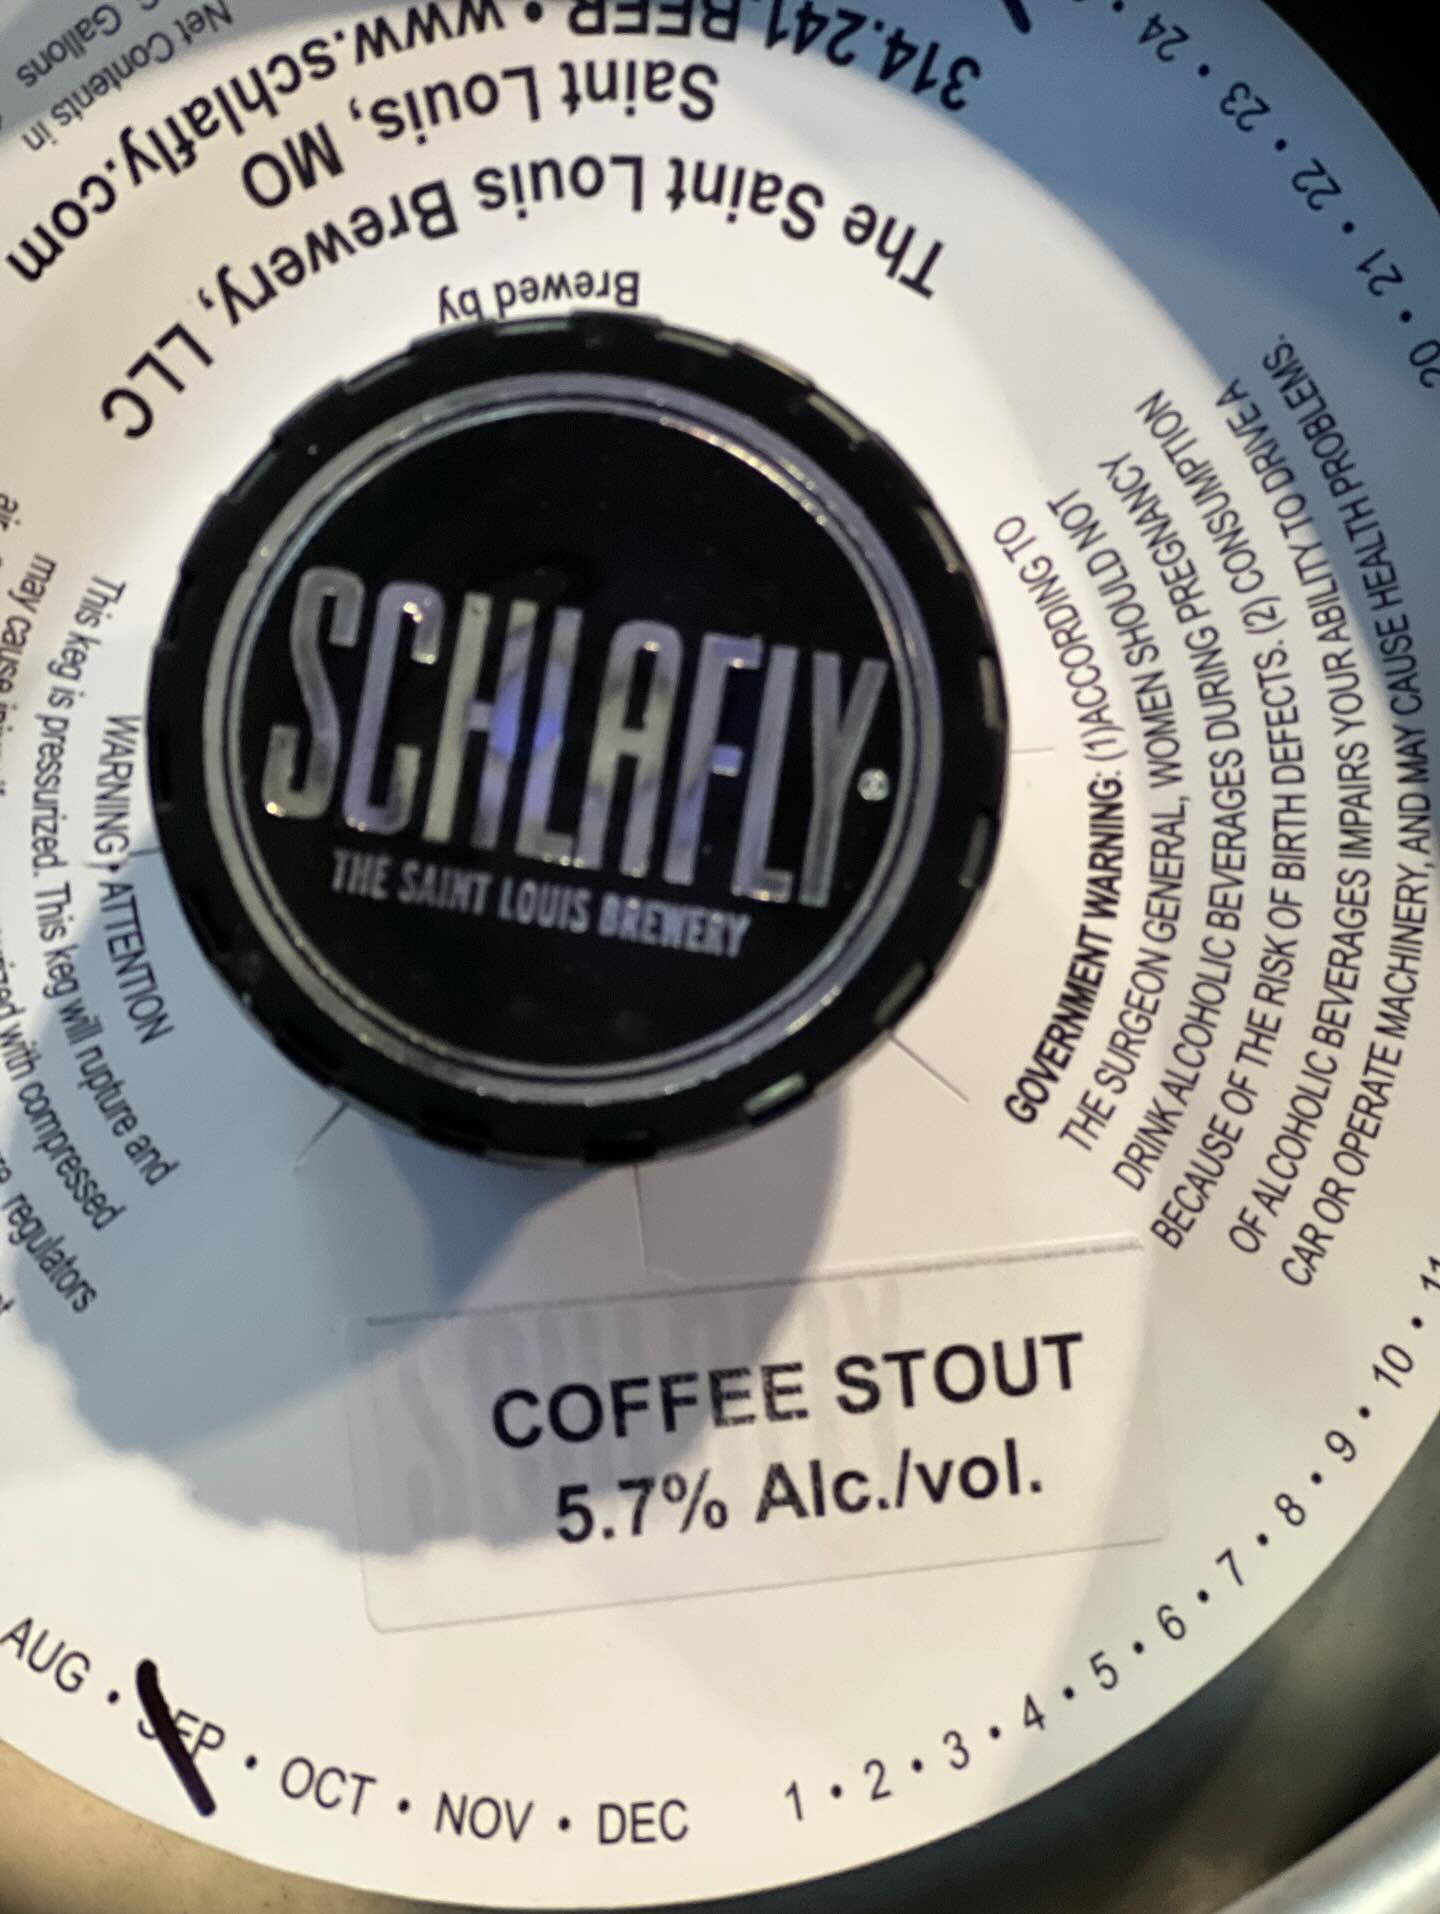 SCHLAFLY®
THE SAINT LOUIS BREWERY
COFFEE STOUT
5.7% Alc./vol.
Brewed by
The Saint Louis Brewery, LLC
Saint Louis, MO
314.241.BEER • www.schlafly.com
Net Contents in
Gallons
GOVERNMENT WARNING: (1)ACCORDING TO
THE SURGEON GENERAL, WOMEN SHOULD NOT
DRINK ALCOHOLIC BEVERAGES DURING PREGNANCY
BECAUSE OF THE RISK OF BIRTH DEFECTS. (2) CONSUMPTION
OF ALCOHOLIC BEVERAGES IMPAIRS YOUR ABILITY TO DRIVE A
CAR OR OPERATE MACHINERY, AND MAY CAUSE HEALTH PROBLEMS.
WARNING • ATTENTION
This keg is pressurized. This keg will rupture and
may cause with compressed
air regulators
AUG • SEP • OCT • NOV • DEC
1 • 2 • 3 • 4 • 5 • 6 • 7 • 8 • 9 • 10 • 11
20 • 21 • 22 • 23 • 24 •